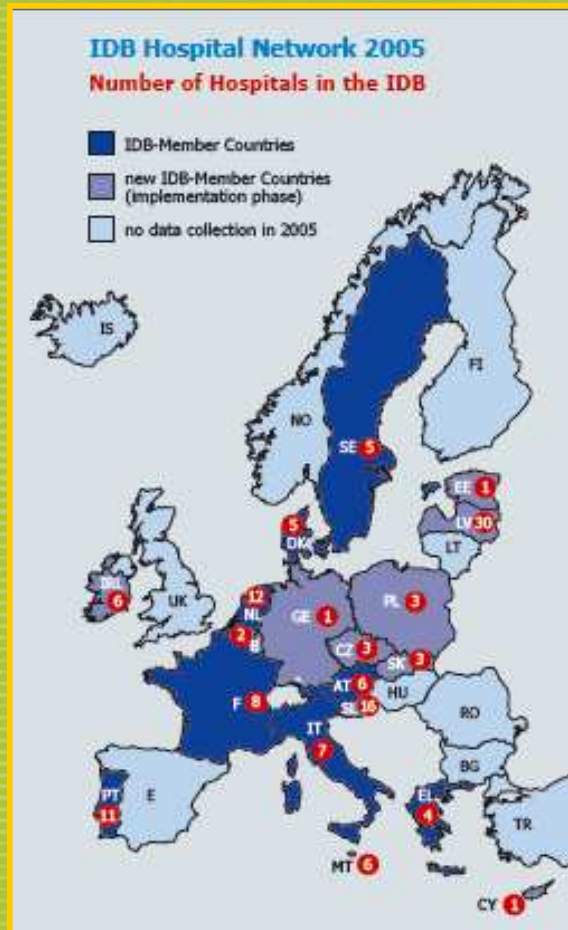 IDB Hospital Network 2005
Number of Hospitals in the IDB
IDB-Member Countries
new IDB-Member Countries
(implementation phase)
no data collection in 2005
IS
FI
NO
SE 5
EE 1
LV 30
LT
5
DK
IRL
6
UK
12
NL
2
B
GE 1
PL 3
CZ 3
SK 3
AT 6
HU
SL 16
F 8
IT
7
RO
BG
PT
11
E
EL
4
TR
MT 6
CY 1